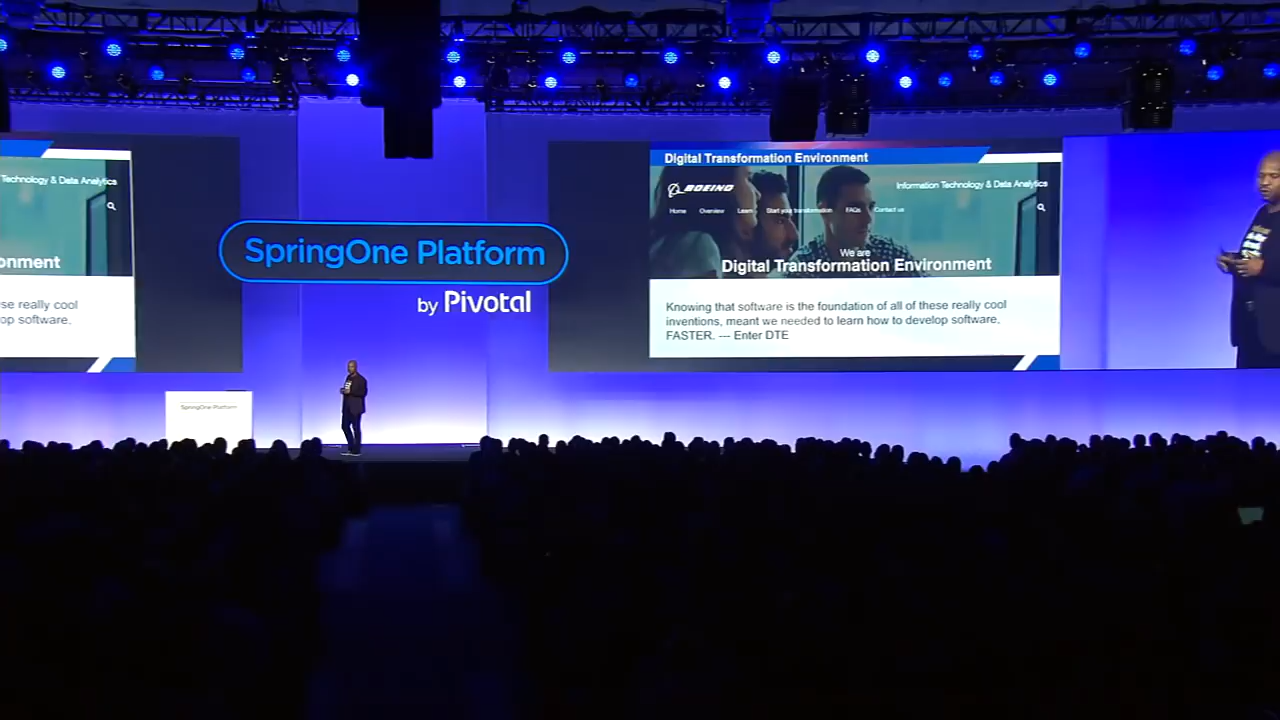 Technology & Data Analytics
onment
se really cool
op software,
SpringOne Platform
by Pivotal
SpringOne Platform
Digital Transformation Environment
BOEING
Information Technology & Data Analytics
Home Overview Learn Start your transformation FAQs Contact us
We are
Digital Transformation Environment
Knowing that software is the foundation of all of these really cool
inventions, meant we needed to learn how to develop software,
FASTER. --- Enter DTE